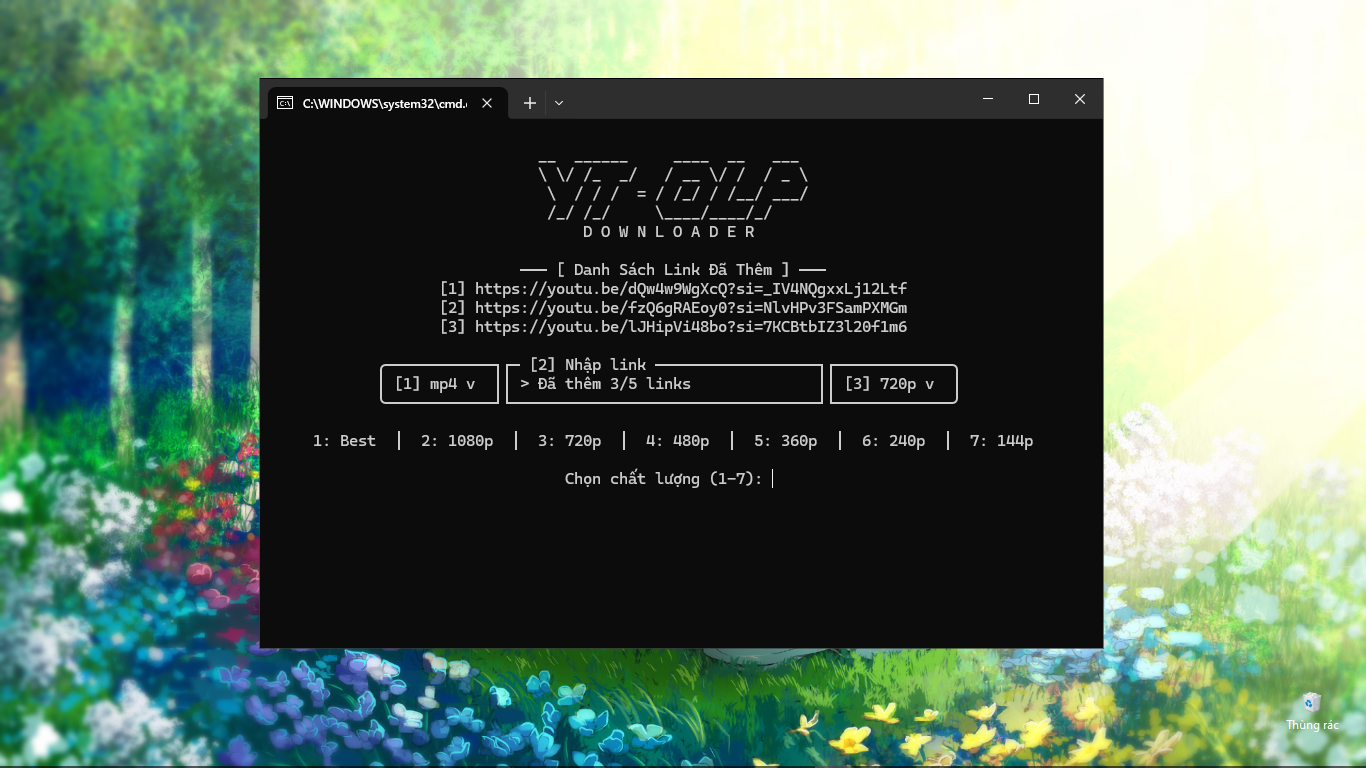 C:\WINDOWS\system32\cmd.
YT-DLP
DOWNLOADER
─── [ Danh Sách Link Đã Thêm ] ───
[1] https://youtu.be/dQw4w9WgXcQ?si=_IV4NQgxxLj12Ltf
[2] https://youtu.be/fzQ6gRAEoy0?si=NlvHPv3FSamPXMGm
[3] https://youtu.be/lJHipVi48bo?si=7KCBtbIZ3l20f1m6
[2] Nhập link
[1] mp4 v > Đã thêm 3/5 links [3] 720p v
1: Best | 2: 1080p | 3: 720p | 4: 480p | 5: 360p | 6: 240p | 7: 144p
Chọn chất lượng (1-7):
Thùng rác